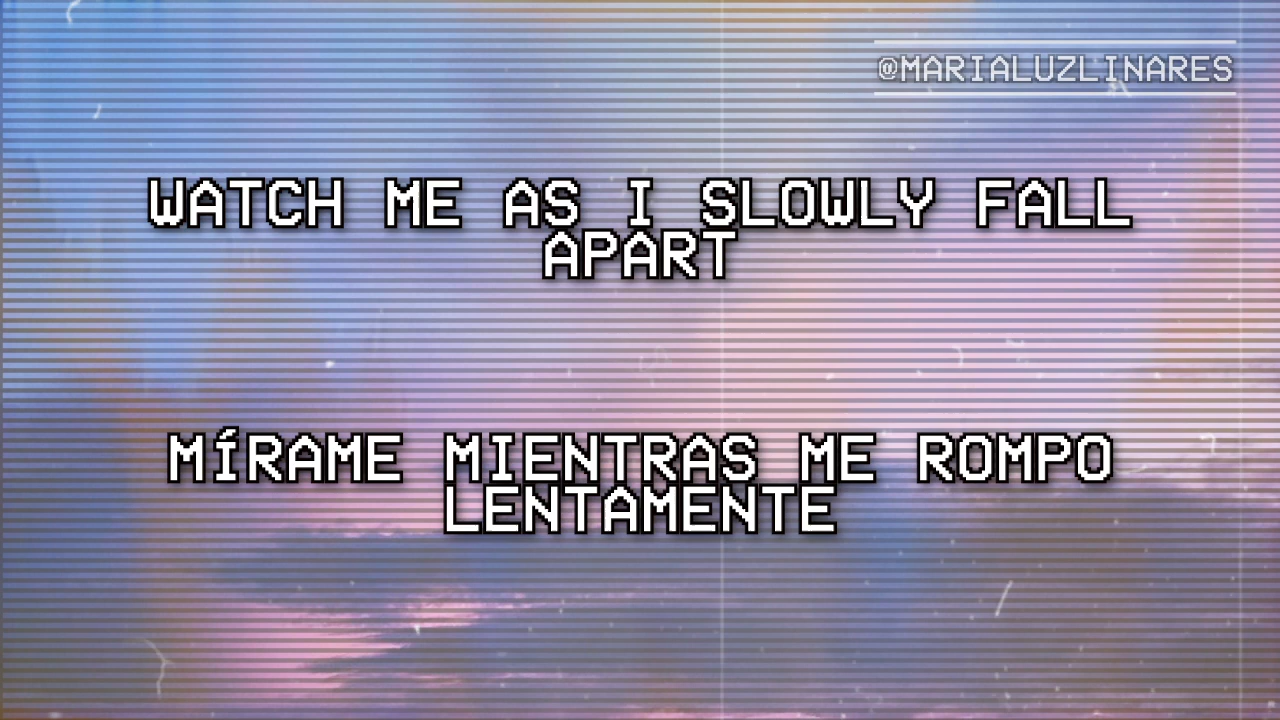 @MARIALUZLINARES
WATCH ME AS I SLOWLY FALL
APART
MÍRAME MIENTRAS ME ROMPO
LENTAMENTE